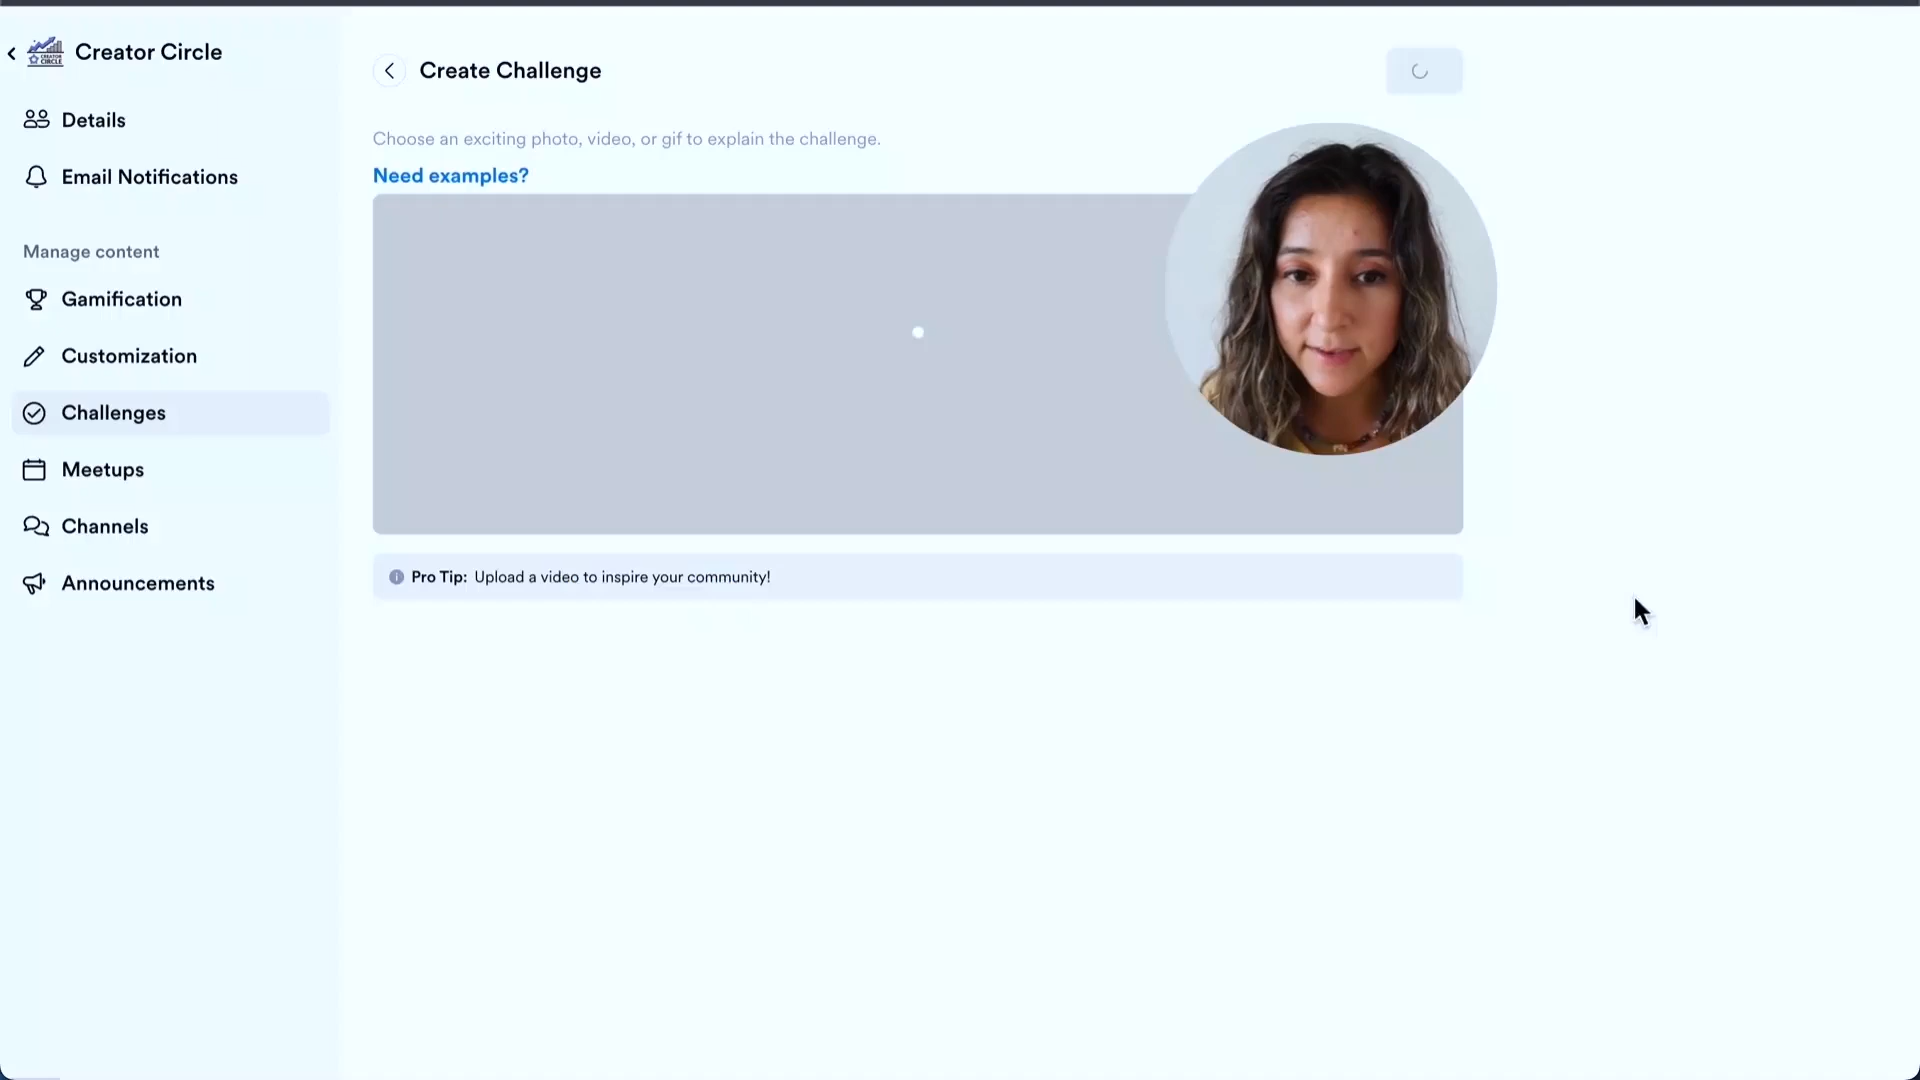 Creator Circle
Details
Email Notifications
Manage content
Gamification
Customization
Challenges
Meetups
Channels
Announcements
Create Challenge
Choose an exciting photo, video, or gif to explain the challenge.
Need examples?
Pro Tip: Upload a video to inspire your community!